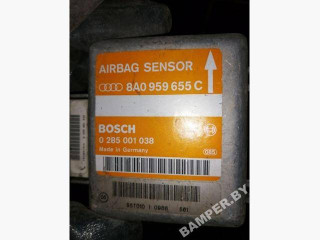 AIRBAG SENSOR
8A0 959 655 C
BOSCH
0 285 001 038
Made in Germany
BAMPER.BY